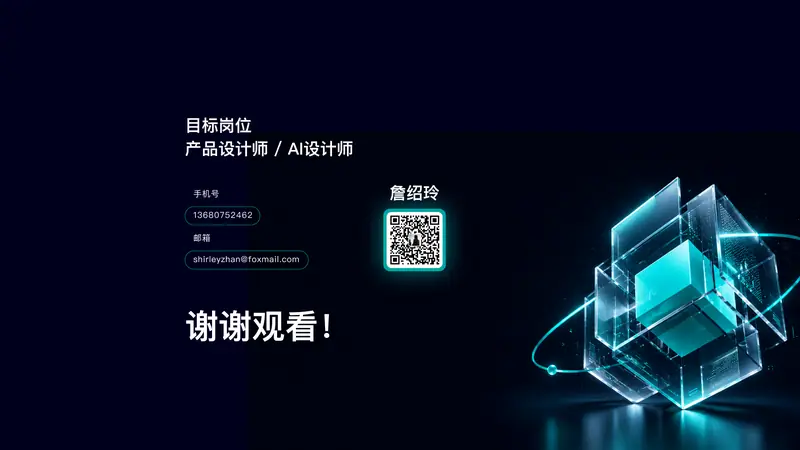 目标岗位
产品设计师 / AI设计师
手机号
13680752462
邮箱
shirleyzhan@foxmail.com
詹绍玲
谢谢观看！